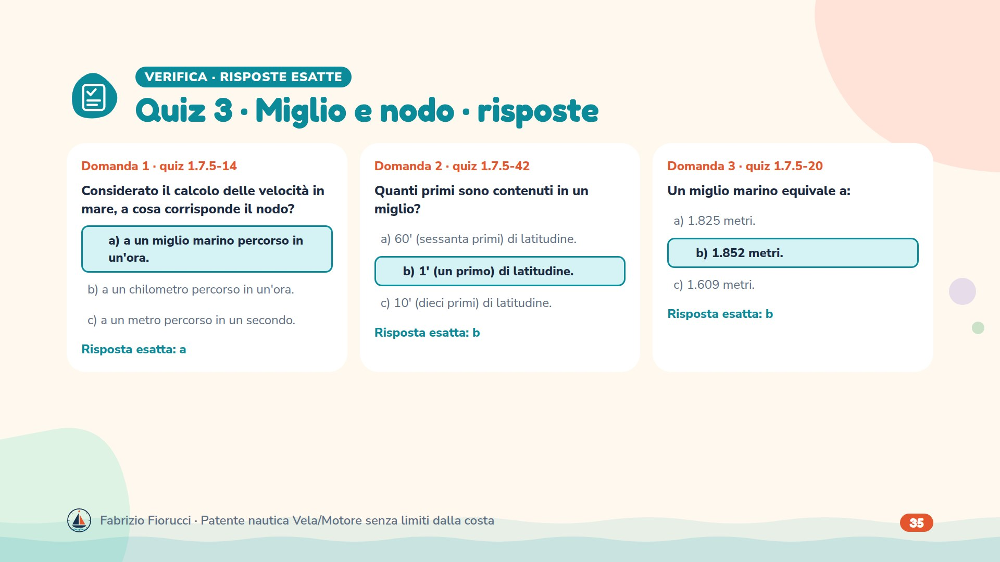 VERIFICA · RISPOSTE ESATTE
Quiz 3 · Miglio e nodo · risposte
Domanda 1 · quiz 1.7.5-14
Considerato il calcolo delle velocità in
mare, a cosa corrisponde il nodo?
a) a un miglio marino percorso in
un'ora.
b) a un chilometro percorso in un'ora.
c) a un metro percorso in un secondo.
Risposta esatta: a
Domanda 2 · quiz 1.7.5-42
Quanti primi sono contenuti in un
miglio?
a) 60' (sessanta primi) di latitudine.
b) 1' (un primo) di latitudine.
c) 10' (dieci primi) di latitudine.
Risposta esatta: b
Domanda 3 · quiz 1.7.5-20
Un miglio marino equivale a:
a) 1.825 metri.
b) 1.852 metri.
c) 1.609 metri.
Risposta esatta: b
Fabrizio Fiorucci · Patente nautica Vela/Motore senza limiti dalla costa
35